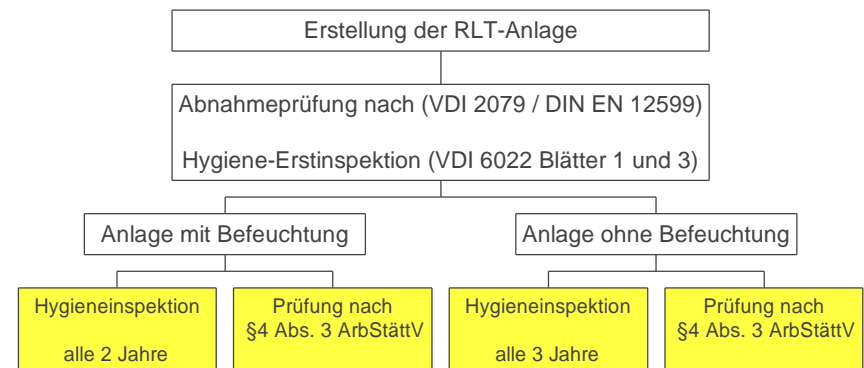 Erstellung der RLT-Anlage
Abnahmeprüfung nach (VDI 2079 / DIN EN 12599)
Hygiene-Erstinspektion (VDI 6022 Blätter 1 und 3)
Anlage mit Befeuchtung
Anlage ohne Befeuchtung
Hygieneinspektion
alle 2 Jahre
Prüfung nach
§4 Abs. 3 ArbStättV
Hygieneinspektion
alle 3 Jahre
Prüfung nach
§4 Abs. 3 ArbStättV